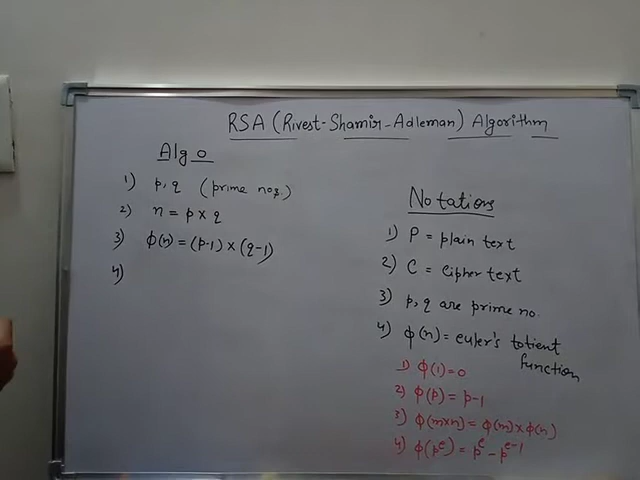 RSA (Rivest-Shamir-Adleman) Algorithm
Algo
1) p, q (prime nos.)
2) n = p × q
3) φ(n) = (p-1) × (q-1)
4)
Notations
1) P = plain text
2) C = cipher text
3) p, q are prime no.
4) φ(n) = euler's totient function
1) φ(1) = 0
2) φ(p) = p-1
3) φ(m×n) = φ(m) × φ(n)
4) φ(p^e) = p^e - p^e-1